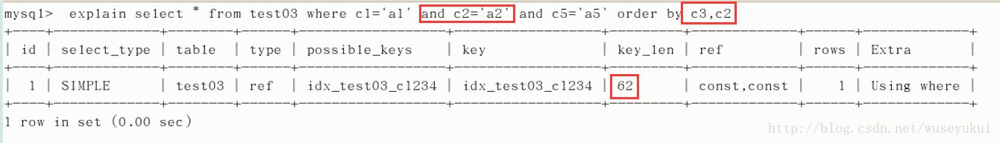 mysql>  explain select * from test03 where c1='a1' and c2='a2' and c5='a5' order by c3,c2
+----+-------------+--------+------+------------------+------------------+---------+-------------+------+-------------+
| id | select_type | table  | type | possible_keys    | key              | key_len | ref         | rows | Extra       |
+----+-------------+--------+------+------------------+------------------+---------+-------------+------+-------------+
|  1 | SIMPLE      | test03 | ref  | idx_test03_c1234 | idx_test03_c1234 | 62      | const,const |    1 | Using where |
+----+-------------+--------+------+------------------+------------------+---------+-------------+------+-------------+
1 row in set (0.00 sec)
http://blog.csdn.net/wuseyukui